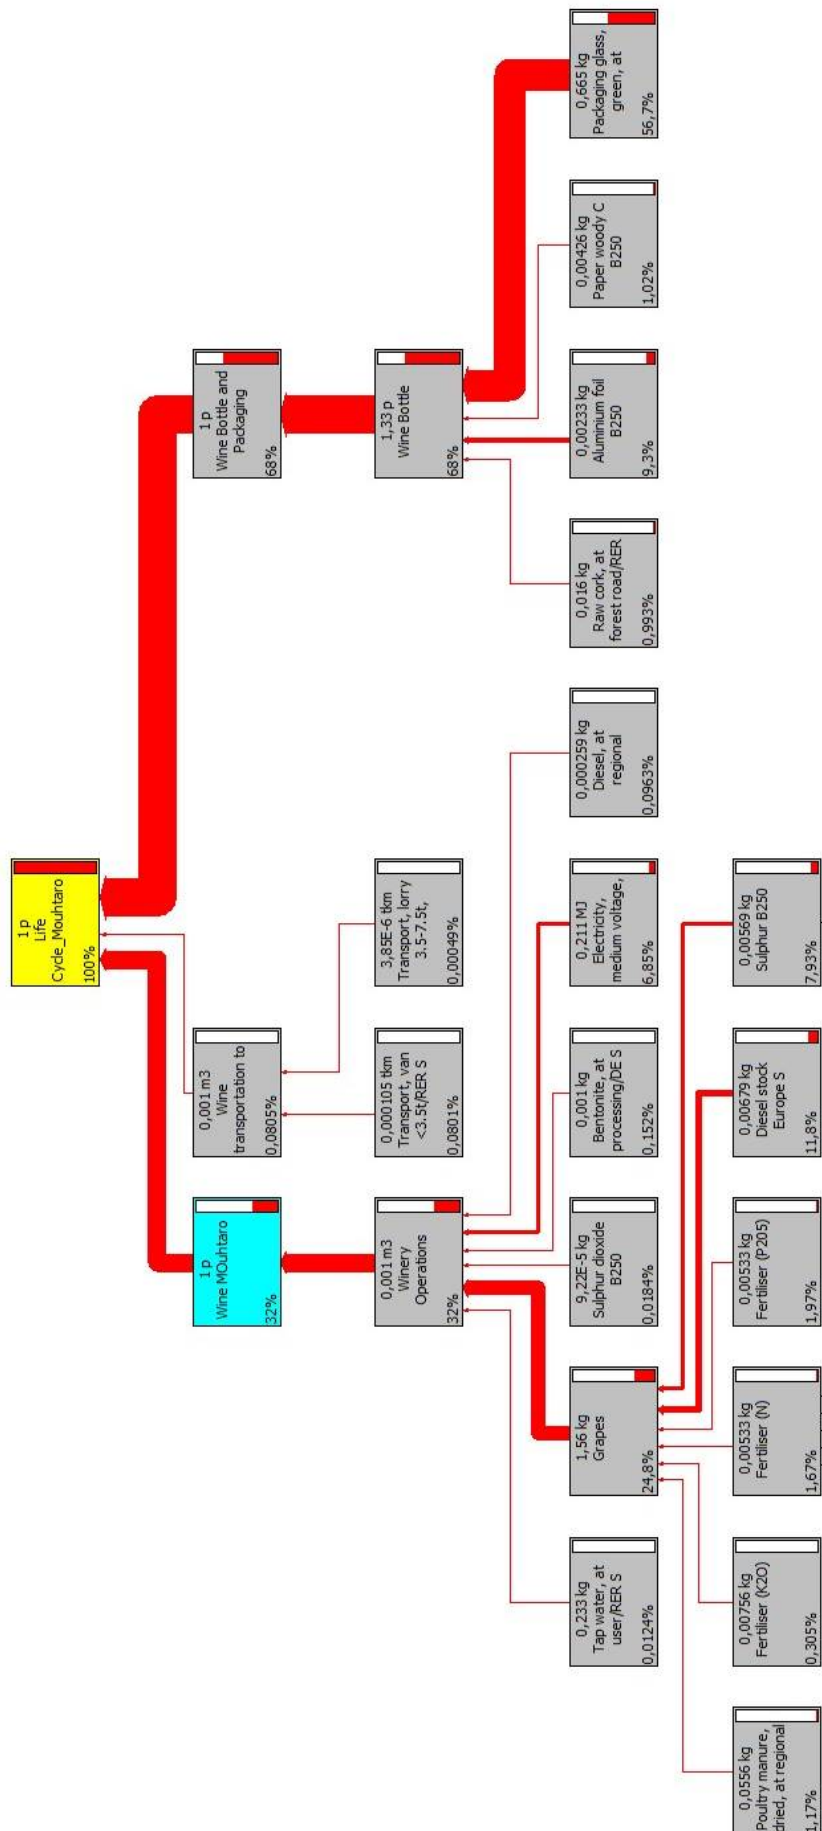 1 p
Life
Cycle_Mouhtaro
100%
1 p
Wine MOuhtaro
32%
0,001 m3
Wine
transportation to
0,0805%
1 p
Wine Bottle and
Packaging
68%
0,001 m3
Winery
Operations
32%
0,000105 tkm
Transport, van
<3.5t/RER S
0,0801%
3,85E-6 tkm
Transport, lorry
3.5-7.5t,
0,00049%
1,33 p
Wine Bottle
68%
0,233 kg
Tap water, at
user/RER S
0,0124%
1,56 kg
Grapes
24,8%
9,22E-5 kg
Sulphur dioxide
B250
0,0184%
0,001 kg
Bentonite, at
processing/DE S
0,152%
0,211 MJ
Electricity,
medium voltage,
6,85%
0,000259 kg
Diesel, at
regional
0,0963%
0,016 kg
Raw cork, at
forest road/RER
0,993%
0,00233 kg
Aluminium foil
B250
9,3%
0,00426 kg
Paper woody C
B250
1,02%
0,665 kg
Packaging glass,
green, at
56,7%
0,0556 kg
Poultry manure,
dried, at regional
1,17%
0,00756 kg
Fertiliser (K2O)
0,305%
0,00533 kg
Fertiliser (N)
1,67%
0,00533 kg
Fertiliser (P205)
1,97%
0,00679 kg
Diesel stock
Europe S
11,8%
0,00569 kg
Sulphur B250
7,93%